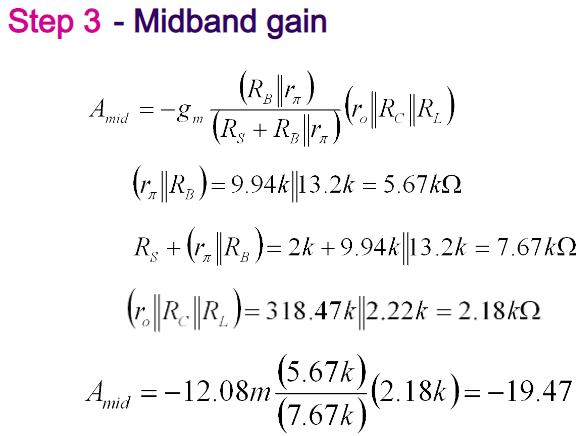 Step 3 - Midband gain
A_mid = -g_m (R_B||r_π) / (R_S + R_B||r_π) (r_o||R_C||R_L)
(r_π||R_B) = 9.94k||13.2k = 5.67kΩ
R_S + (r_π||R_B) = 2k + 9.94k||13.2k = 7.67kΩ
(r_o||R_C||R_L) = 318.47k||2.22k = 2.18kΩ
A_mid = -12.08m (5.67k) / (7.67k) (2.18k) = -19.47